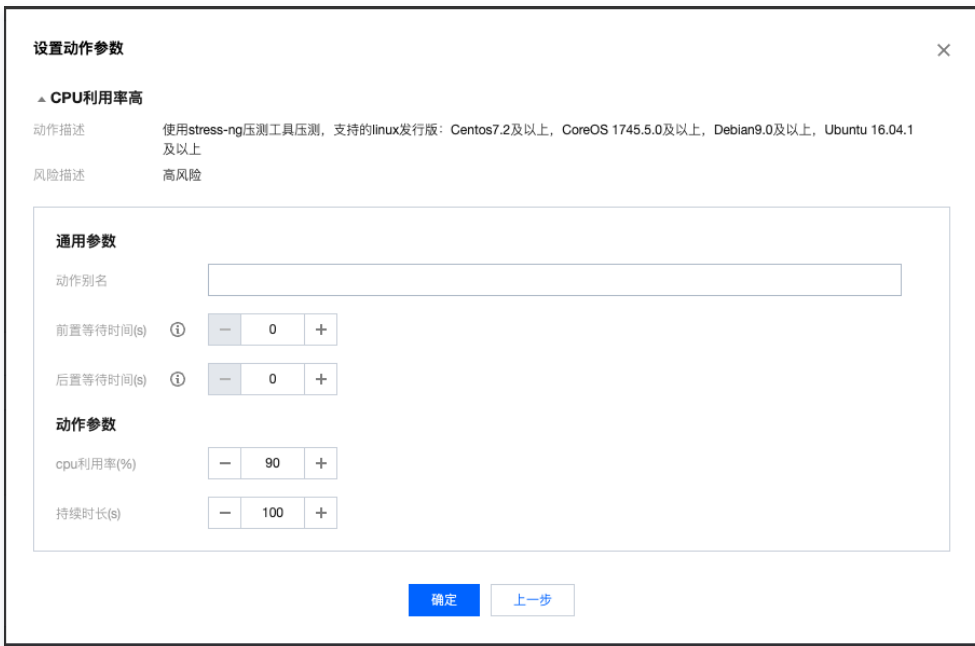 设置动作参数
CPU利用率高
动作描述 使用stress-ng压测工具压测，支持的linux发行版：Centos7.2及以上，CoreOS 1745.5.0及以上，Debian9.0及以上，Ubuntu 16.04.1
及以上
风险描述 高风险
通用参数
动作别名
前置等待时间(s) 0
后置等待时间(s) 0
动作参数
cpu利用率(%) 90
持续时长(s) 100
确定 上一步